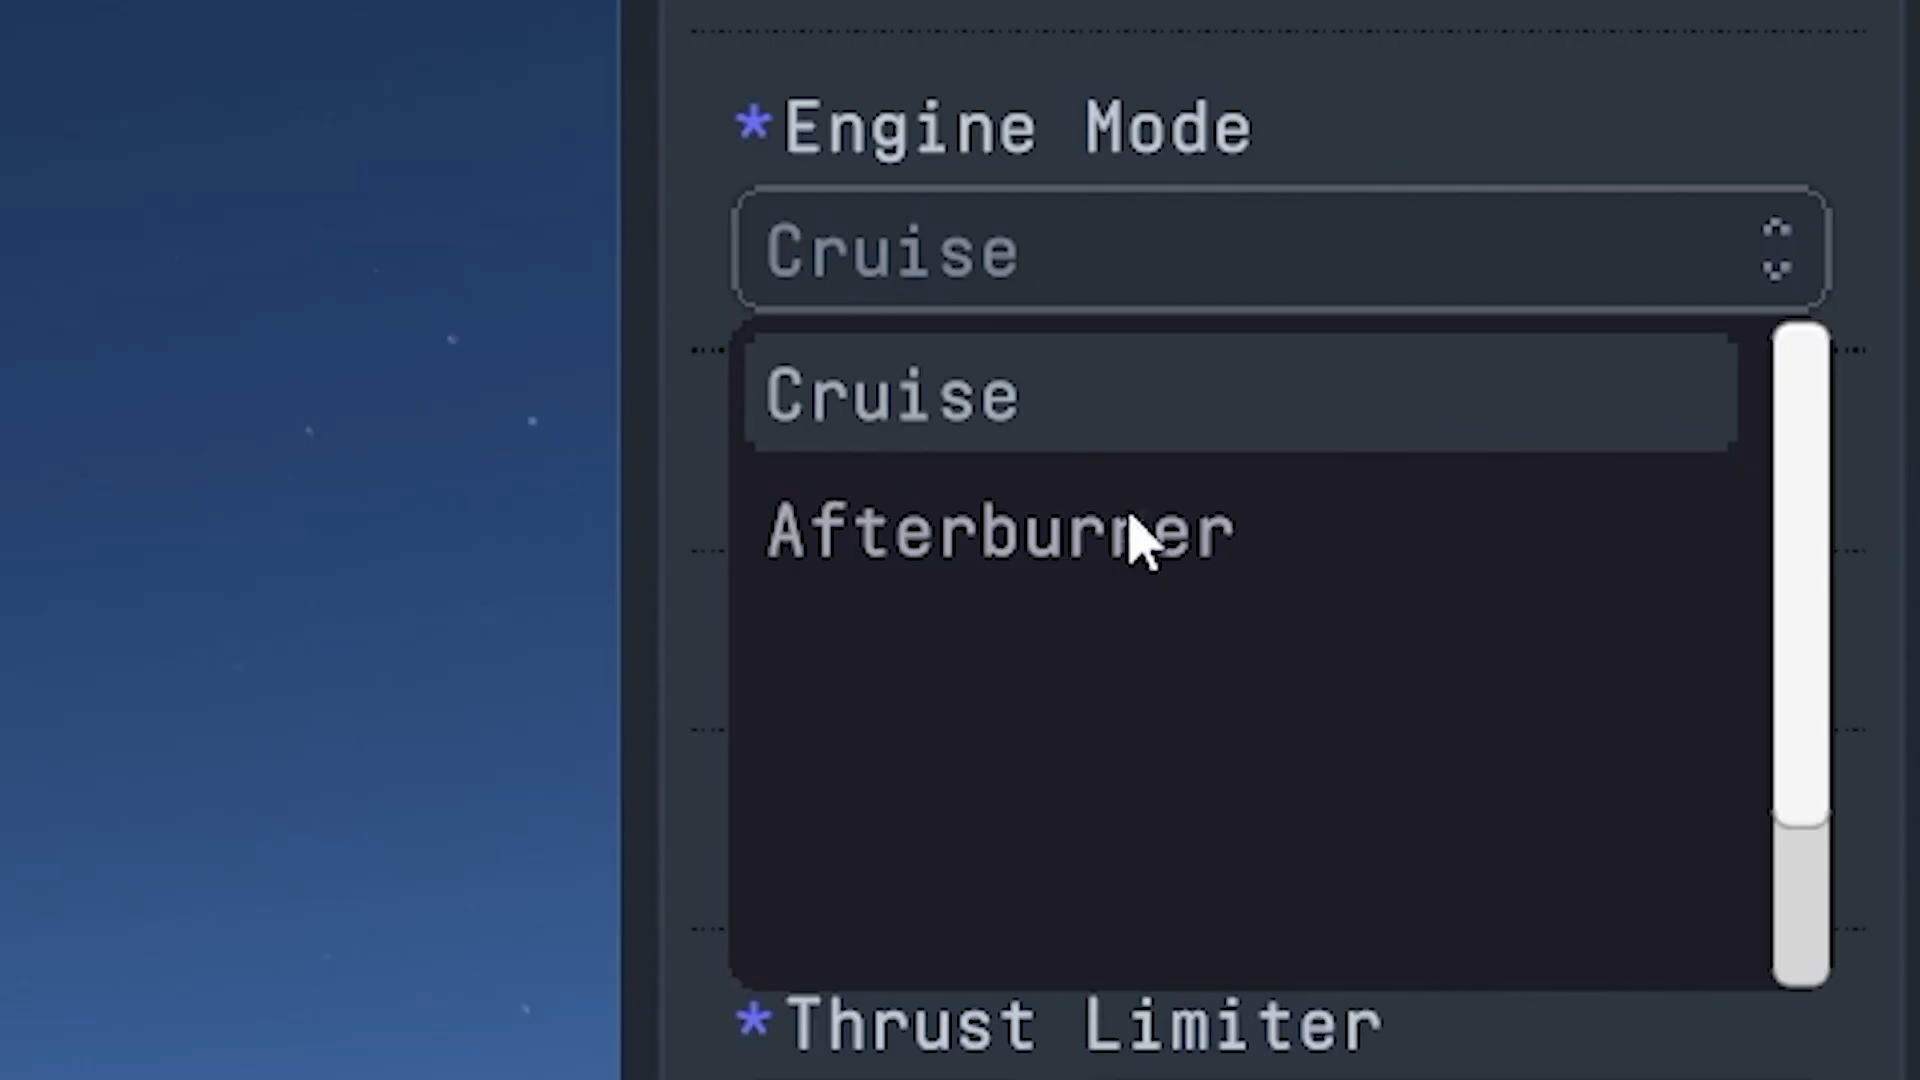 *Engine Mode
Cruise
Cruise
Afterburner
*Thrust Limiter